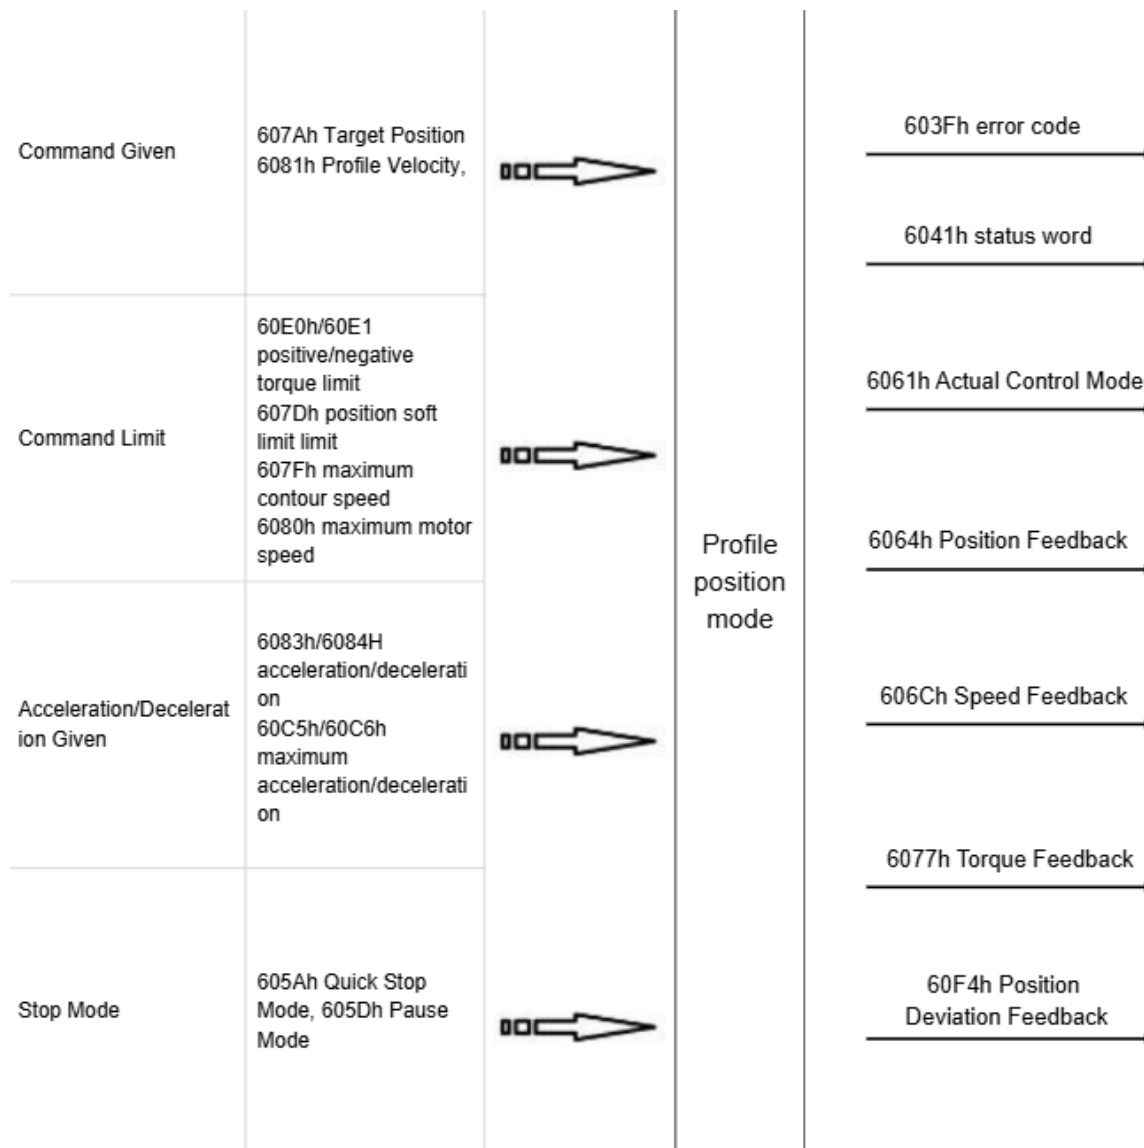 Command Given
607Ah Target Position
6081h Profile Velocity,
Command Limit
60E0h/60E1
positive/negative
torque limit
607Dh position soft
limit limit
607Fh maximum
contour speed
6080h maximum motor
speed
Acceleration/Decelerat
ion Given
6083h/6084H
acceleration/decelerati
on
60C5h/60C6h
maximum
acceleration/decelerati
on
Stop Mode
605Ah Quick Stop
Mode, 605Dh Pause
Mode
Profile
position
mode
603Fh error code
6041h status word
6061h Actual Control Mode
6064h Position Feedback
606Ch Speed Feedback
6077h Torque Feedback
60F4h Position
Deviation Feedback